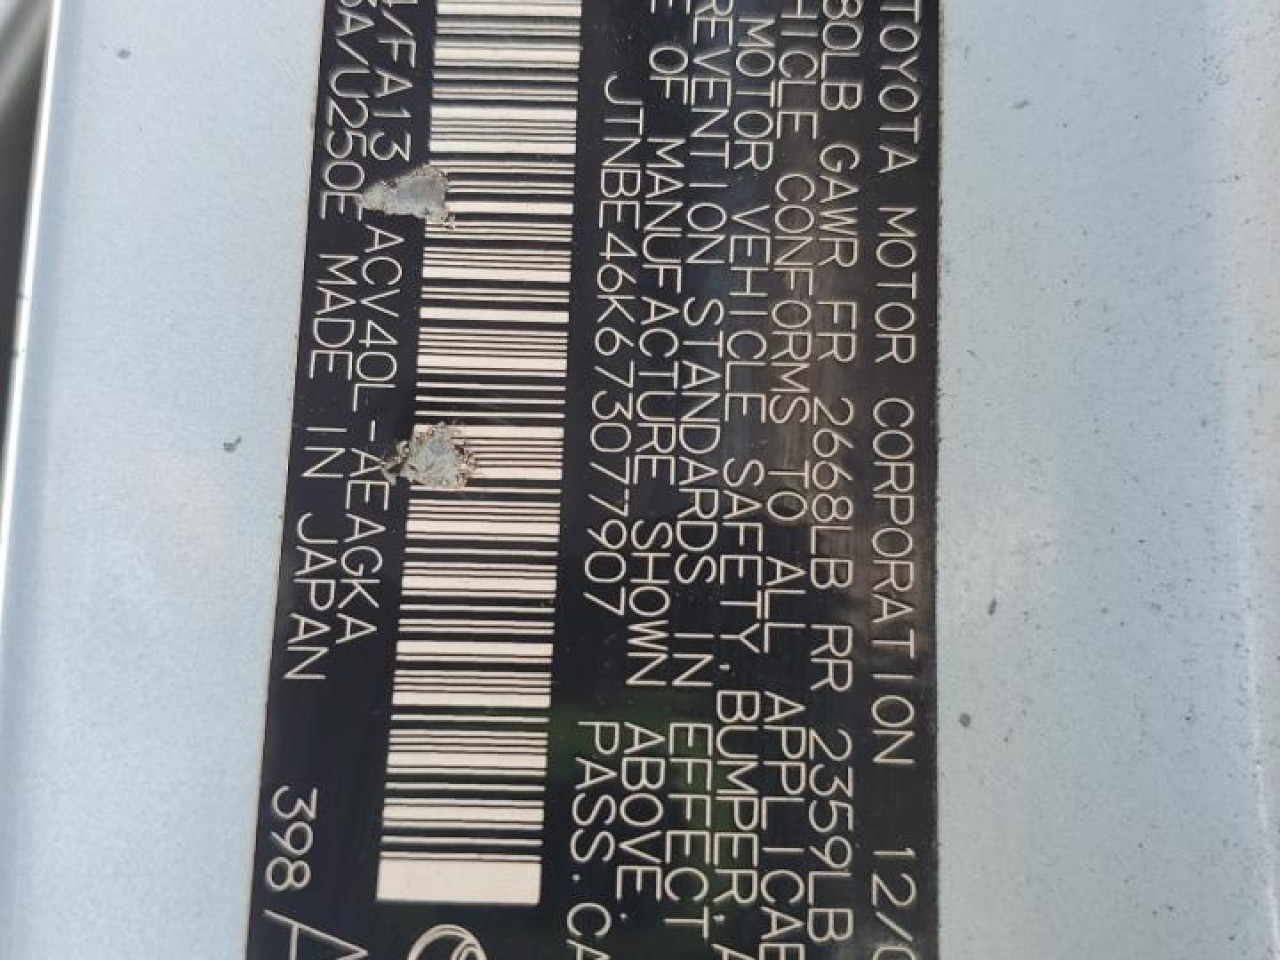 TOYOTA MOTOR CORPORATION 12/0
80LB GAWR FR 2668LB RR 2359LB
HICLE CONFORMS TO ALL APPLICAB
MOTOR VEHICLE SAFETY, BUMPER, A
REVENTION STANDARDS IN EFFECT
E OF MANUFACTURE SHOWN ABOVE.
JTNBE46K673077907 PASS. CA
/FA13 ACV40L-AEAGKA
A/U250E MADE IN JAPAN 398 A